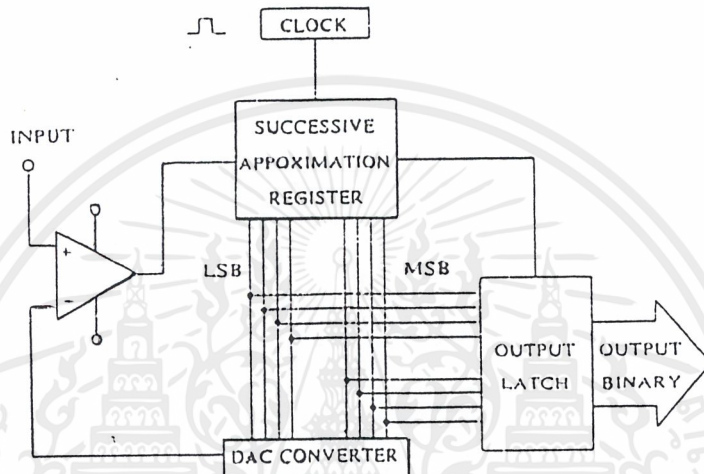 CLOCK
INPUT
SUCCESSIVE
APPOXIMATION
REGISTER
+
-
LSB
MSB
OUTPUT
LATCH
OUTPUT
BINARY
DAC CONVERTER